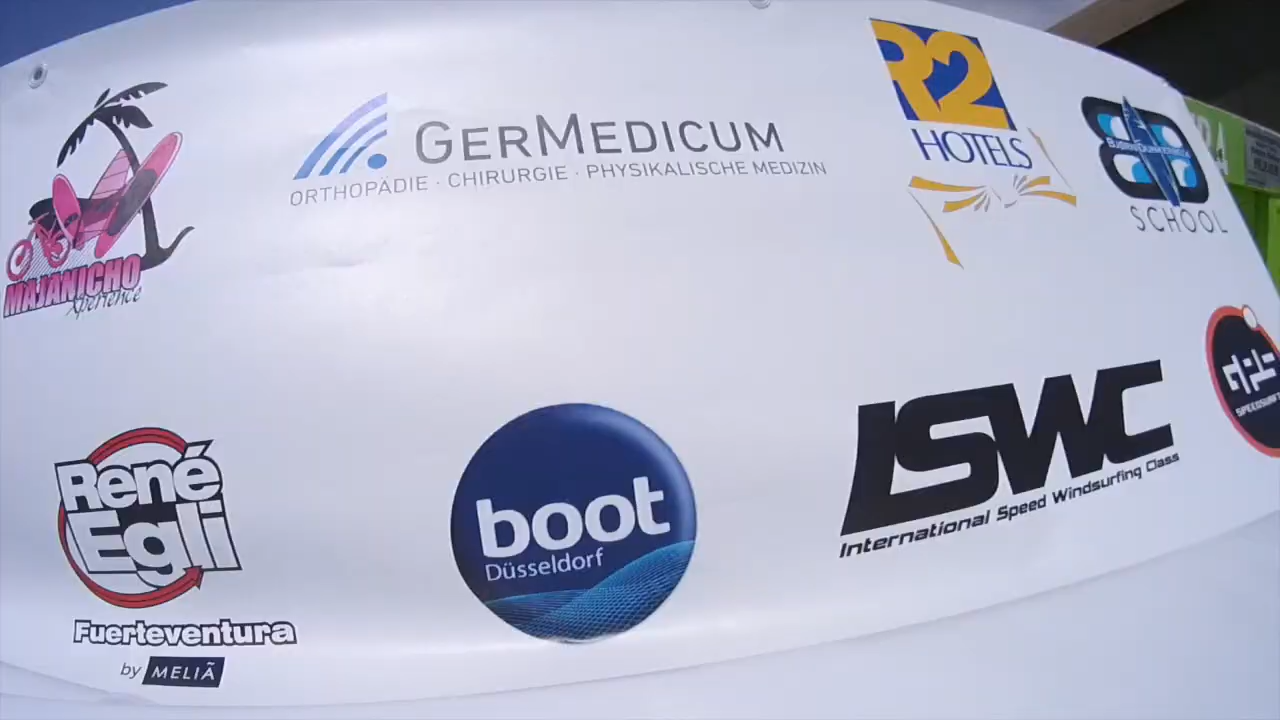 MAJANICHO
Xperience
GERMEDICUM
ORTHOPÄDIE · CHIRURGIE · PHYSIKALISCHE MEDIZIN
R2
HOTELS
SCHOOL
René
Egli
Fuerteventura
by MELIÃ
boot
Düsseldorf
ISWC
International Speed Windsurfing Class